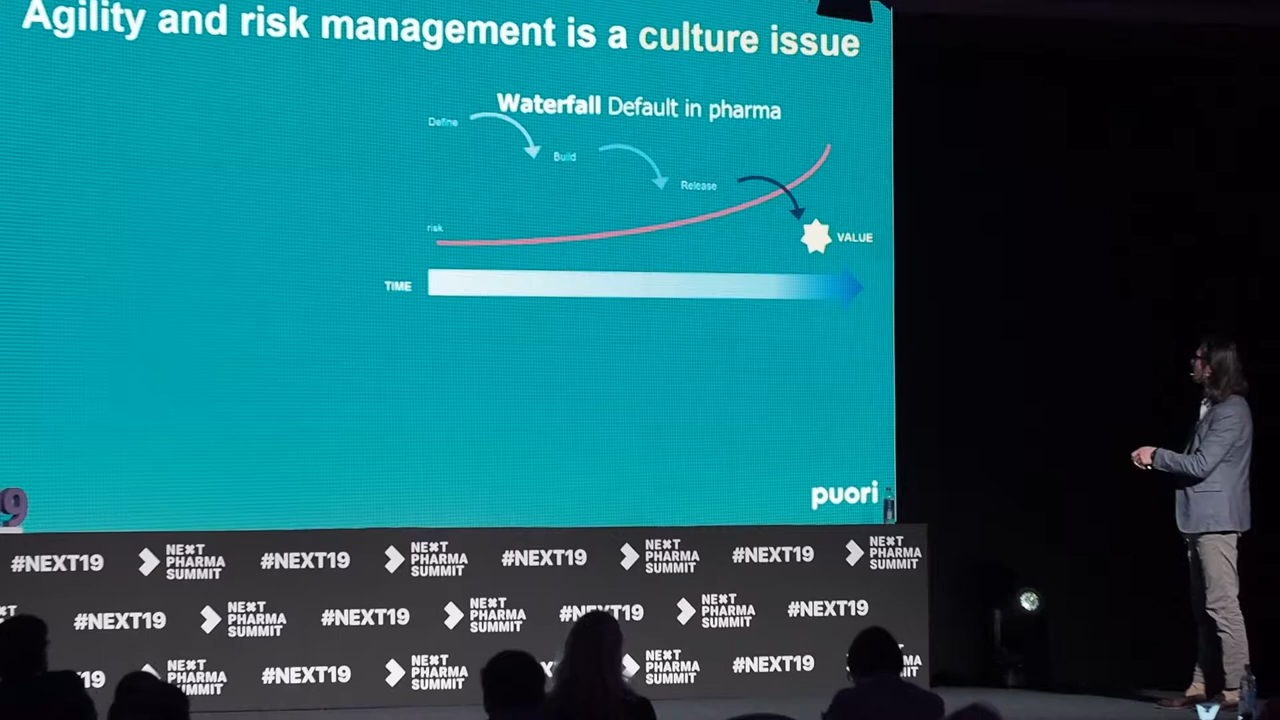 Agility and risk management is a culture issue
Waterfall Default in pharma
Define
Build
Release
risk
VALUE
TIME
puori
9
#NEXT19 NEXT PHARMA SUMMIT #NEXT19 NEXT PHARMA SUMMIT #NEXT19 NEXT PHARMA SUMMIT #NEXT19 NEXT PHARMA SUMMIT
#NEXT19 NEXT PHARMA SUMMIT #NEXT19 NEXT PHARMA SUMMIT #NEXT19 NEXT PHARMA SUMMIT #NEXT19
19 NEXT PHARMA SUMMIT #NEXT19 NEXT PHARMA SUMMIT NEXT PHARMA SUMMIT #NEXT19